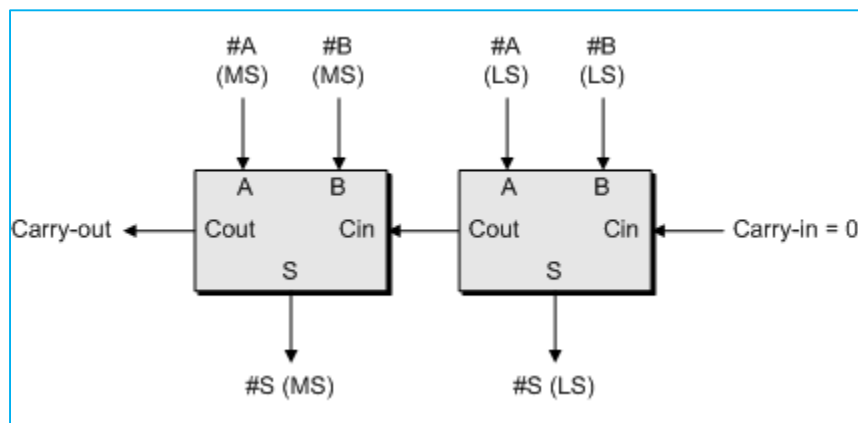 #A #B #A #B
(MS) (MS) (LS) (LS)
A B A B
Carry-out Cout Cin Cout Cin Carry-in = 0
S S
#S (MS) #S (LS)